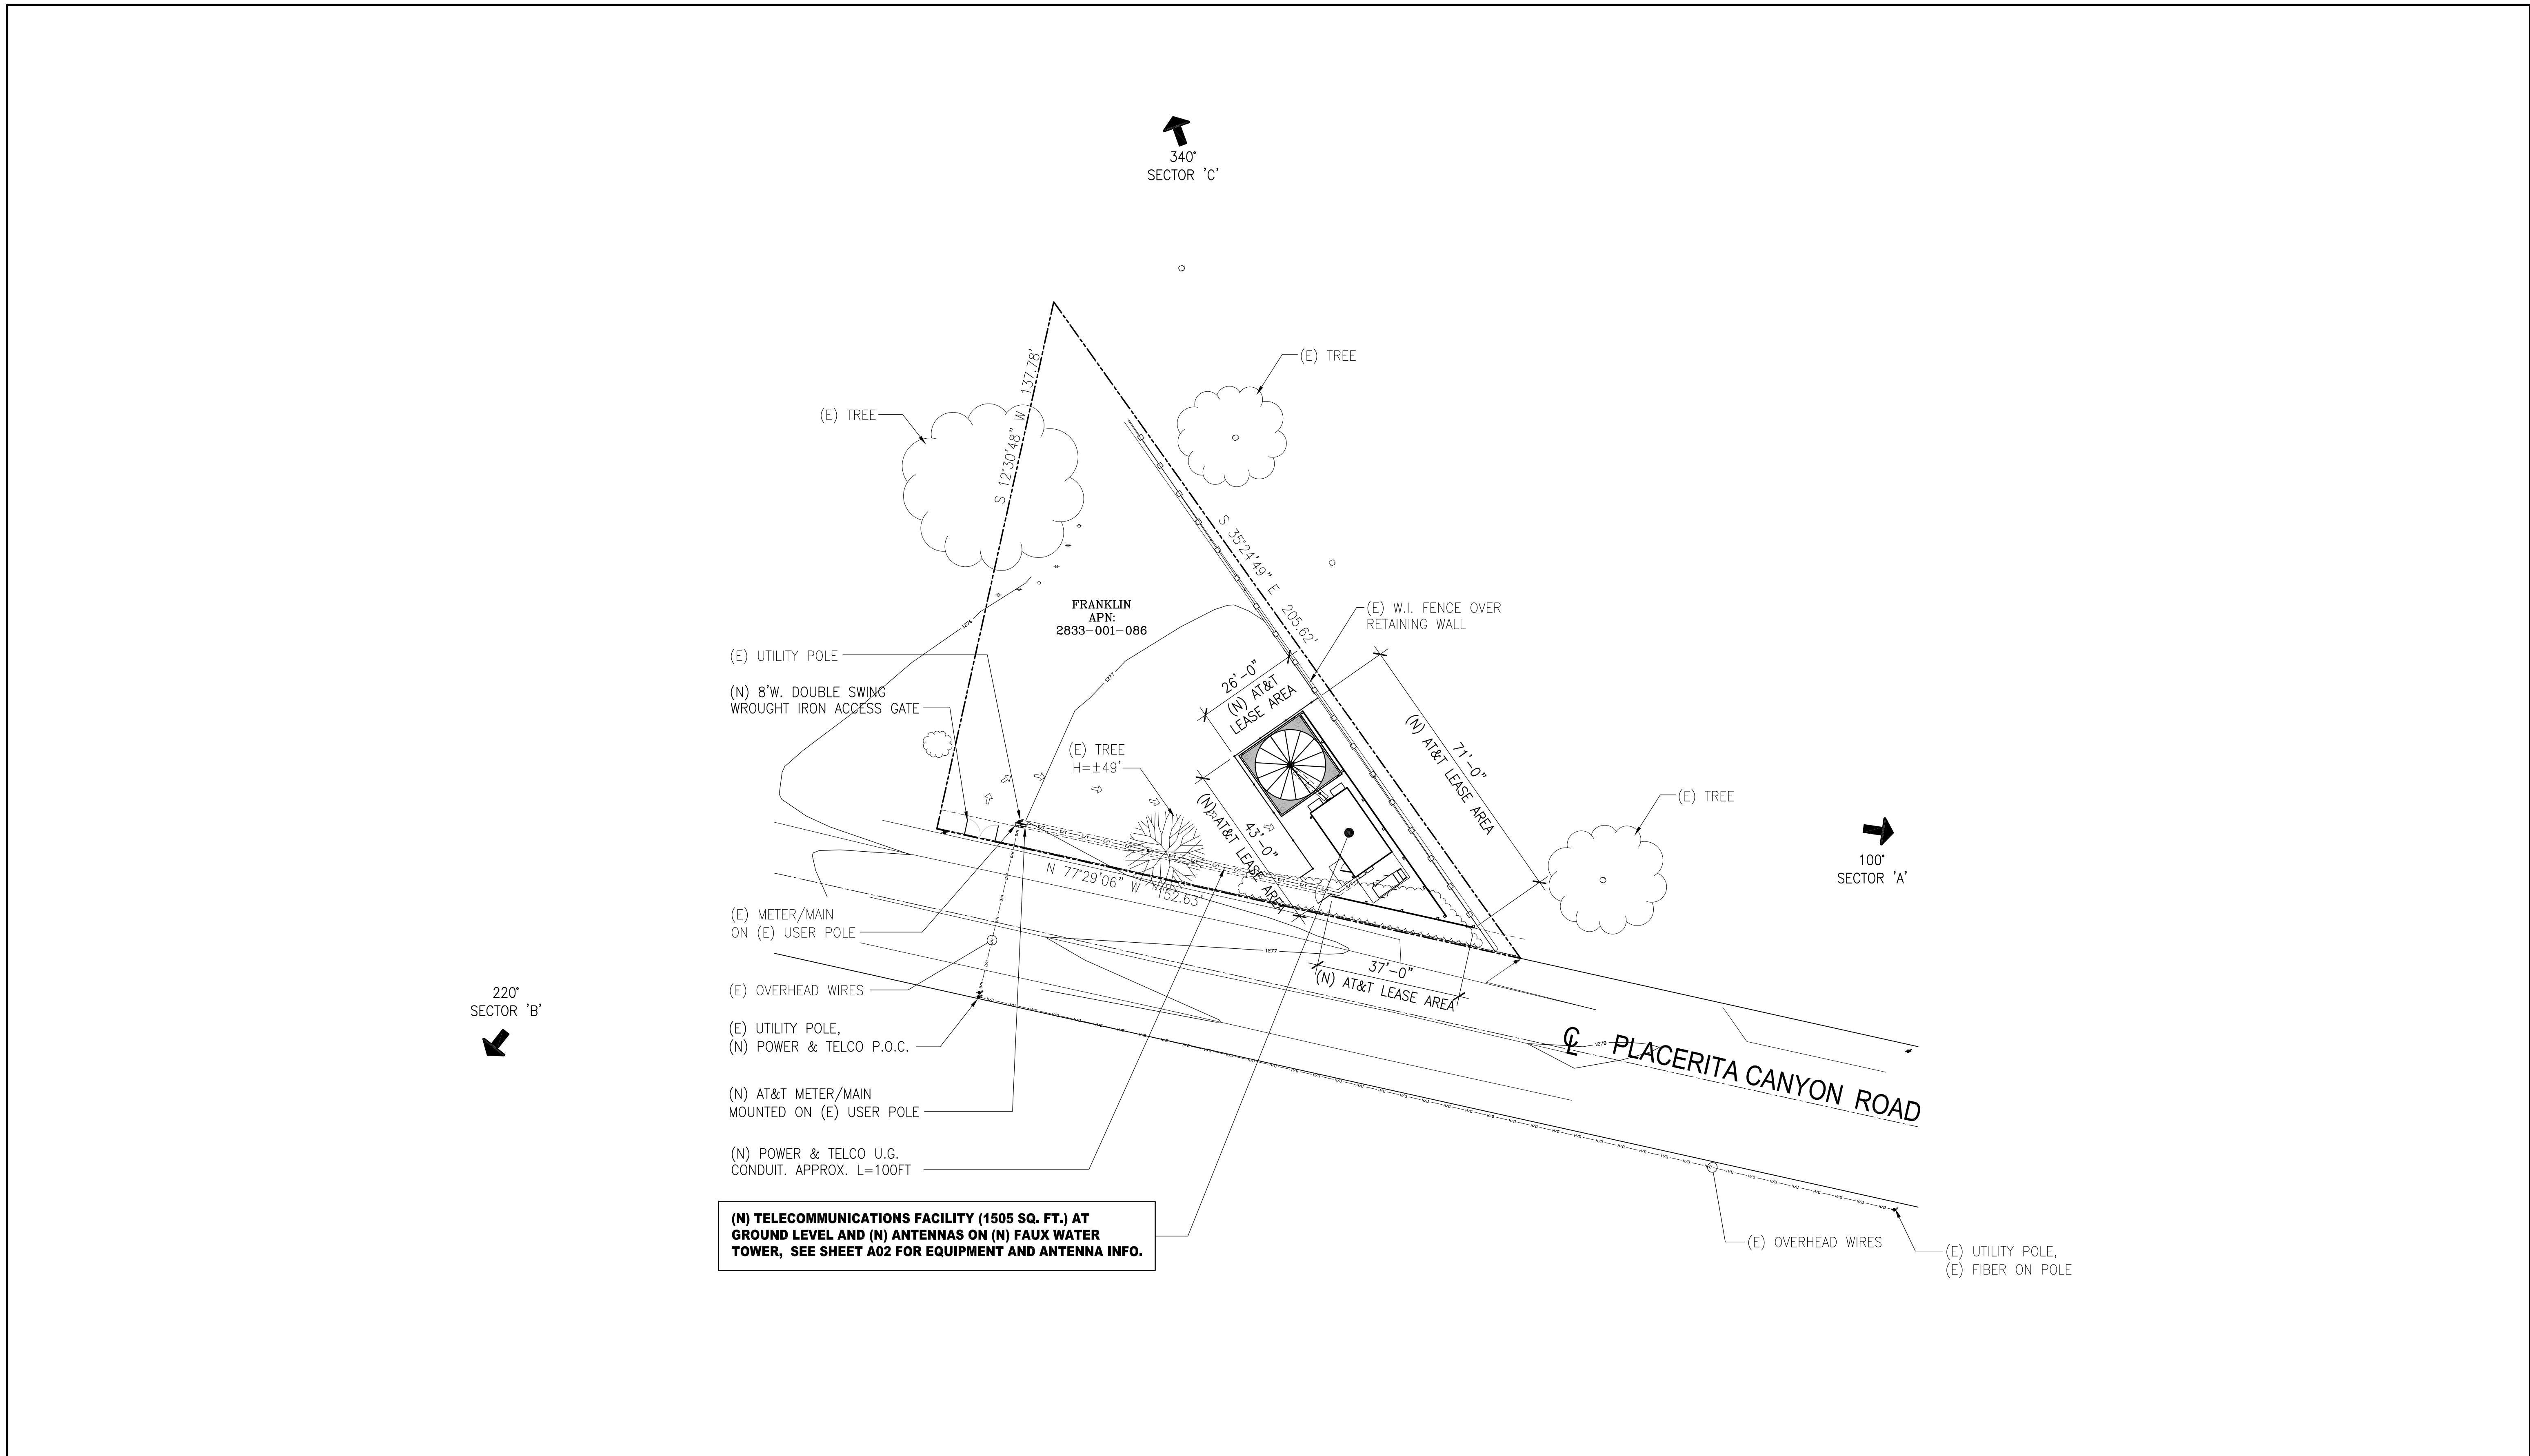 340°
SECTOR 'C'
(E) TREE
(E) TREE
S 12°30'48" W 137.78'
S 35°24'49" E 205.62'
FRANKLIN
APN:
2833-001-086
1276
1277
(E) W.I. FENCE OVER
RETAINING WALL
(E) UTILITY POLE
(N) 8'W. DOUBLE SWING
WROUGHT IRON ACCESS GATE
26'-0"
(N) AT&T
LEASE AREA
71'-0"
(N) AT&T LEASE AREA
(E) TREE
H=±49'
43'-0"
(N) AT&T LEASE AREA
(E) TREE
100°
SECTOR 'A'
N 77°29'06" W 152.63'
(E) METER/MAIN
ON (E) USER POLE
1277
37'-0"
(N) AT&T LEASE AREA
220°
SECTOR 'B'
(E) OVERHEAD WIRES
(E) UTILITY POLE,
(N) POWER & TELCO P.O.C.
1278
℄ PLACERITA CANYON ROAD
(N) AT&T METER/MAIN
MOUNTED ON (E) USER POLE
(N) POWER & TELCO U.G.
CONDUIT. APPROX. L=100FT
(N) TELECOMMUNICATIONS FACILITY (1505 SQ. FT.) AT
GROUND LEVEL AND (N) ANTENNAS ON (N) FAUX WATER
TOWER, SEE SHEET A02 FOR EQUIPMENT AND ANTENNA INFO.
(E) OVERHEAD WIRES
(E) UTILITY POLE,
(E) FIBER ON POLE